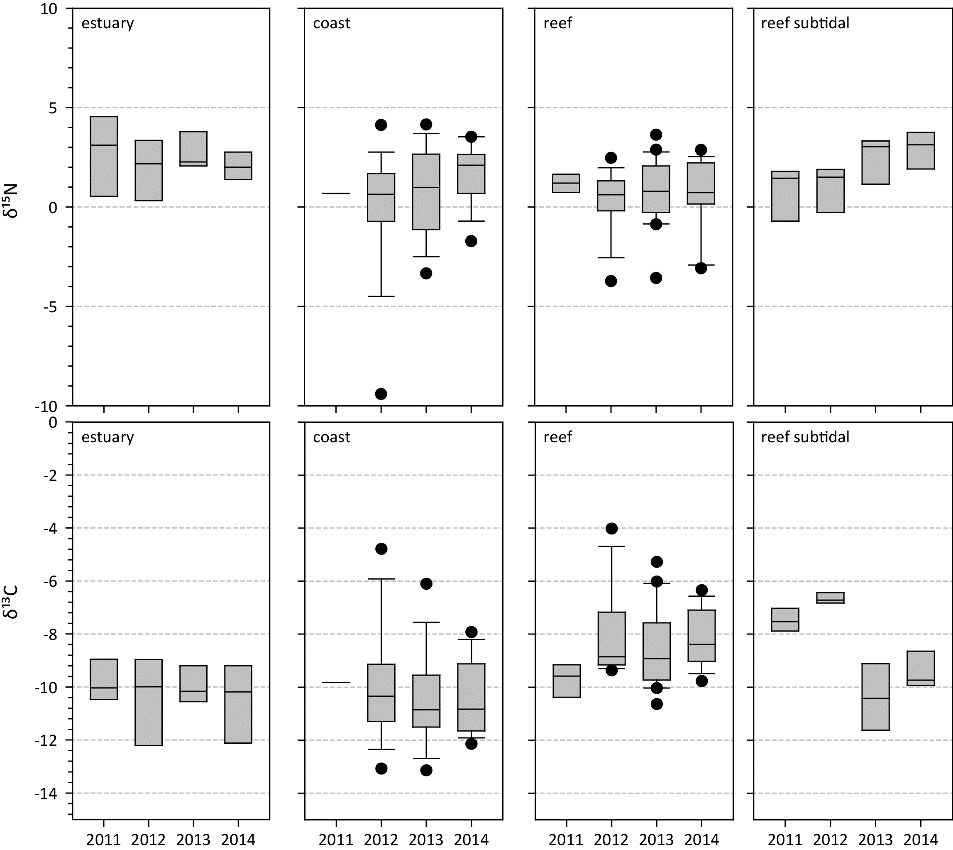 estuary
coast
reef
reef subtidal
10
5
0
-5
-10
δ¹⁵N
estuary
coast
reef
reef subtidal
0
-2
-4
-6
-8
-10
-12
-14
δ¹³C
2011 2012 2013 2014
2011 2012 2013 2014
2011 2012 2013 2014
2011 2012 2013 2014